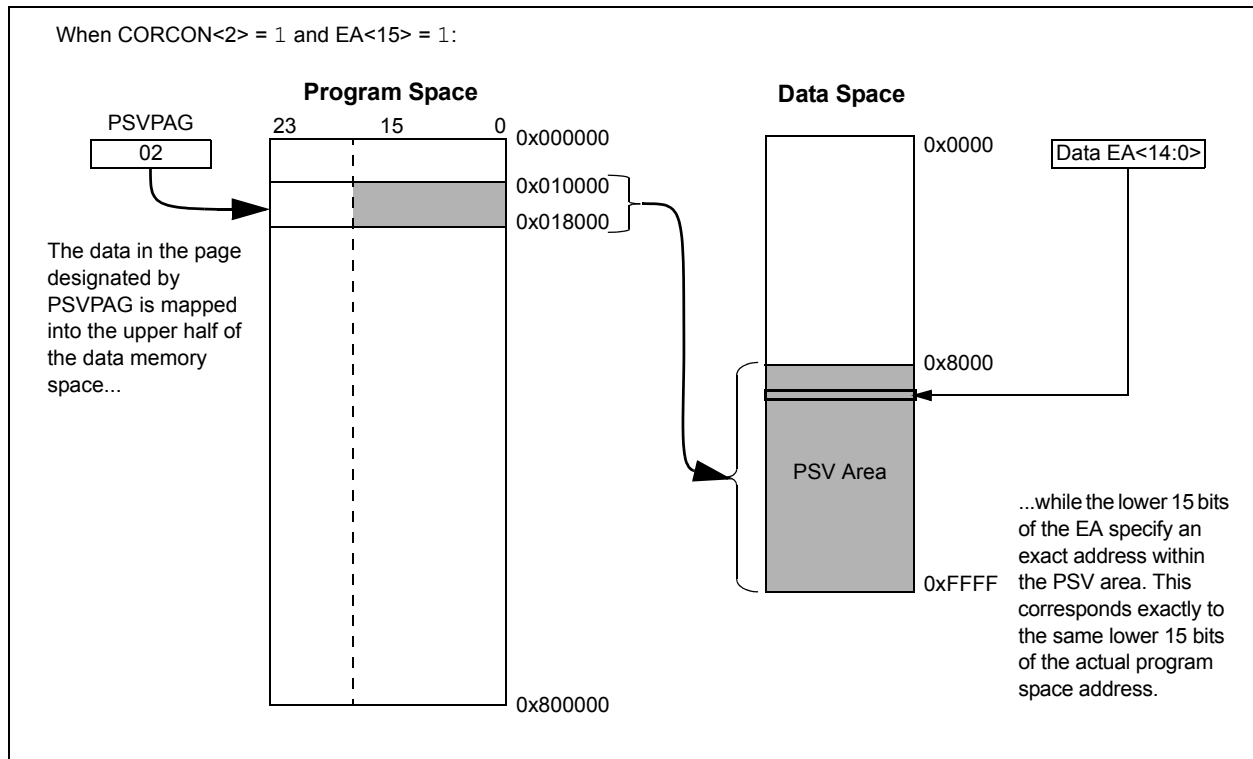 When CORCON<2> = 1 and EA<15> = 1:
Program Space
Data Space
PSVPAG
02
23 15 0
0x000000
0x010000
0x018000
0x800000
The data in the page
designated by
PSVPAG is mapped
into the upper half of
the data memory
space...
0x0000
0x8000
0xFFFF
PSV Area
Data EA<14:0>
...while the lower 15 bits
of the EA specify an
exact address within
the PSV area. This
corresponds exactly to
the same lower 15 bits
of the actual program
space address.